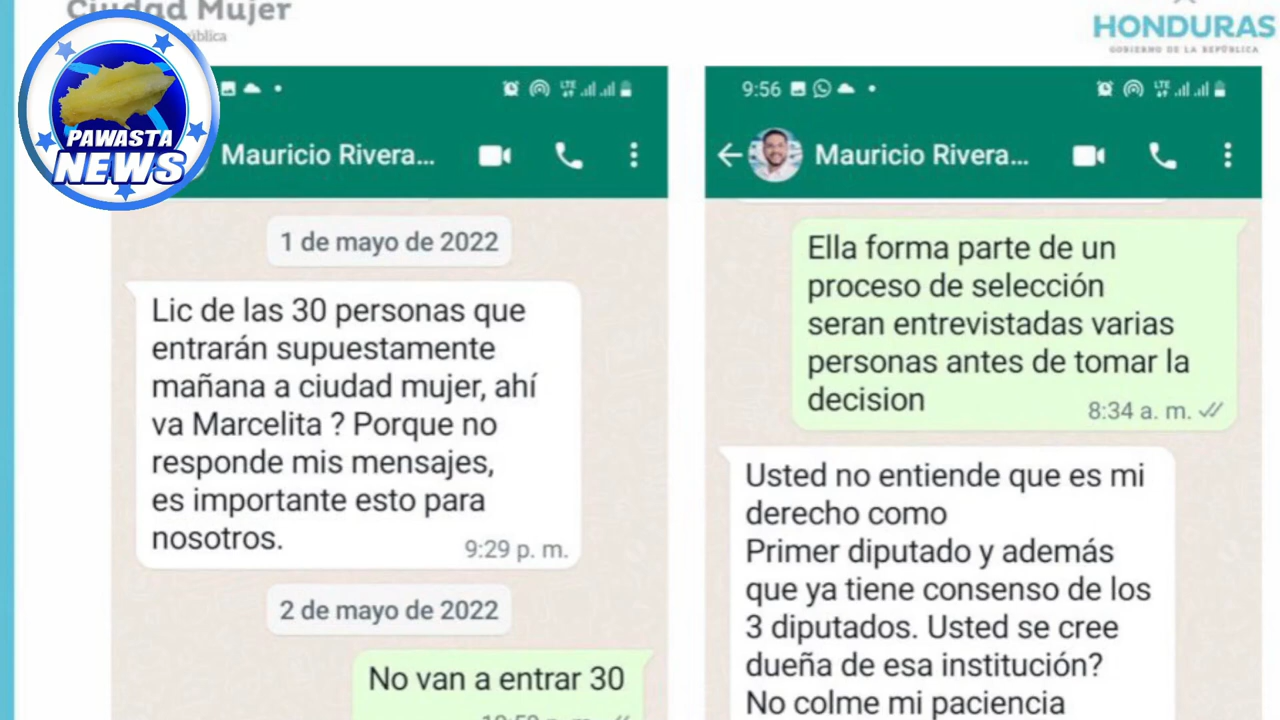 Ciudad Mujer
HONDURAS
GOBIERNO DE LA REPÚBLICA
PAWASTA
NEWS
Mauricio Rivera...
1 de mayo de 2022
Lic de las 30 personas que
entrarán supuestamente
mañana a ciudad mujer, ahí
va Marcelita ? Porque no
responde mis mensajes,
es importante esto para
nosotros.
9:29 p. m.
2 de mayo de 2022
No van a entrar 30
9:56
LTE
Mauricio Rivera...
Ella forma parte de un
proceso de selección
seran entrevistadas varias
personas antes de tomar la
decision
8:34 a. m.
Usted no entiende que es mi
derecho como
Primer diputado y además
que ya tiene consenso de los
3 diputados. Usted se cree
dueña de esa institución?
No colme mi paciencia